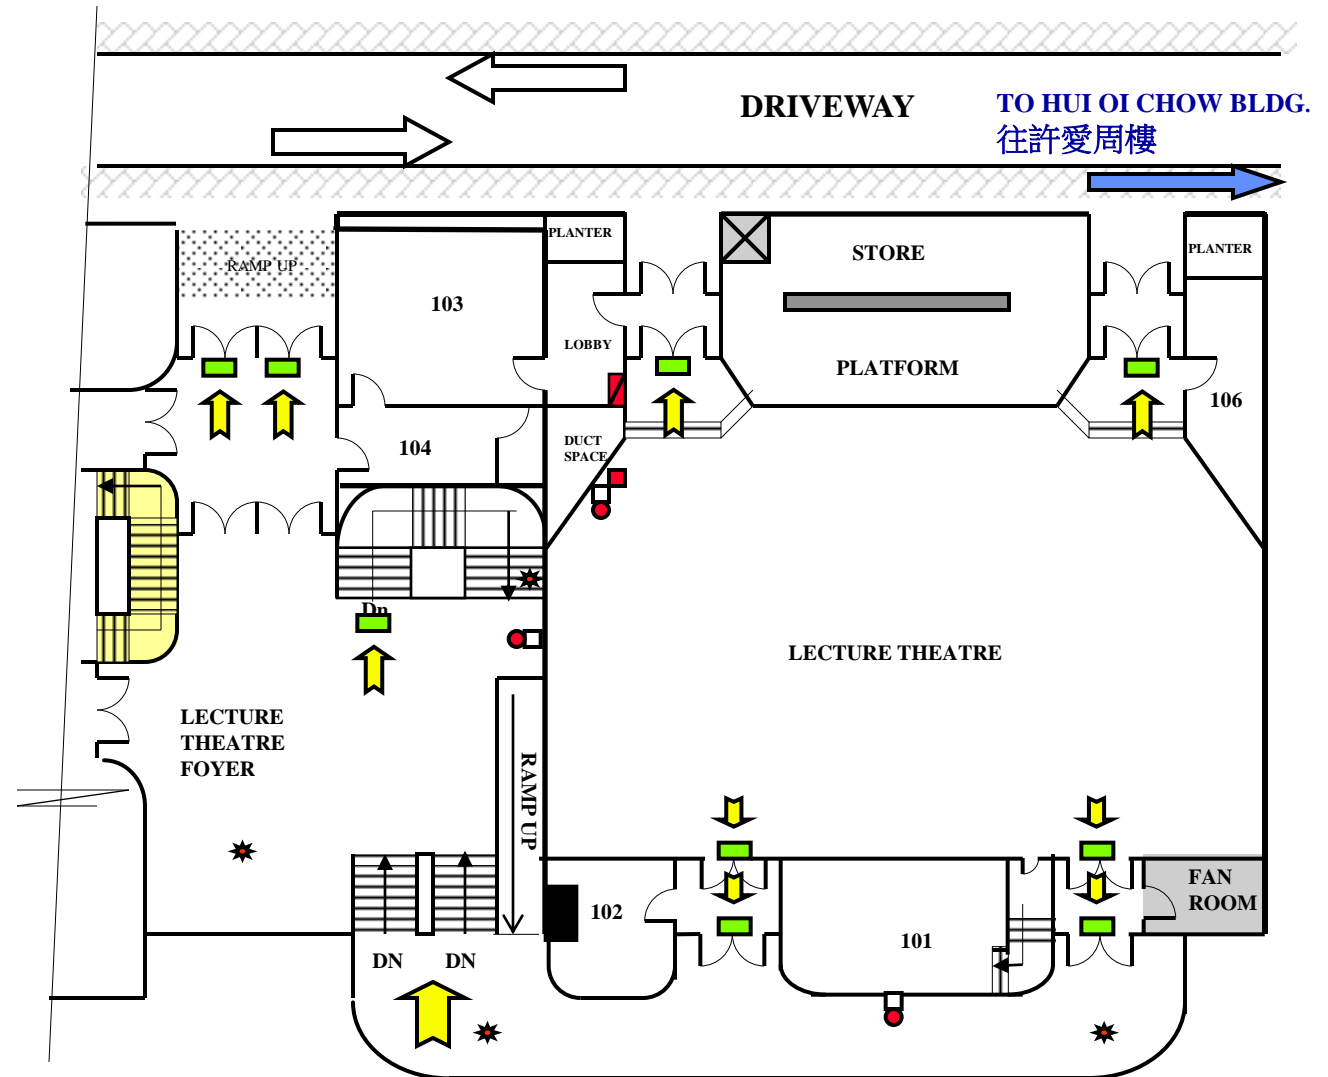 DRIVEWAY
TO HUI OI CHOW BLDG.
往許愛周樓
PLANTER
STORE
PLANTER
RAMP UP
103
LOBBY
PLATFORM
106
104
DUCT
SPACE
Dn
LECTURE THEATRE
LECTURE
THEATRE
FOYER
RAMP UP
102
101
FAN
ROOM
DN
DN